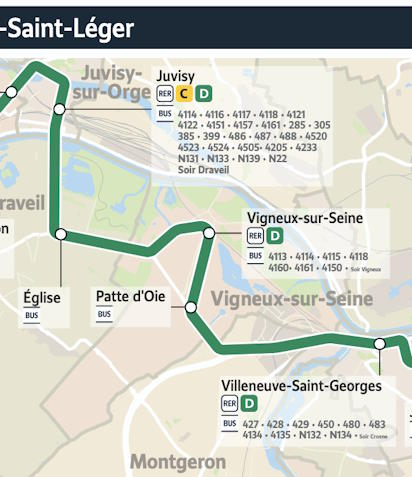 -Saint-Léger
Juvisy-
sur-Orge
Juvisy
RER C D
BUS 4114 • 4116 • 4117 • 4118 • 4121
4122 • 4151 • 4157 • 4161 • 285 • 305
385 • 399 • 486 • 487 • 488 • 4520
4523 • 4524 • 4505 • 4205 • 4233
N131 • N133 • N139 • N22
Soir Draveil
raveil
on
Vigneux-sur-Seine
RER D
BUS 4113 • 4114 • 4115 • 4118
4160 • 4161 • 4150 • Soir Vigneux
Église
BUS
Patte d'Oie
BUS
Vigneux-sur-Seine
Villeneuve-Saint-Georges
RER D
BUS 427 • 428 • 429 • 450 • 480 • 483
4134 • 4135 • N132 • N134 • Soir Crosne
Montgeron